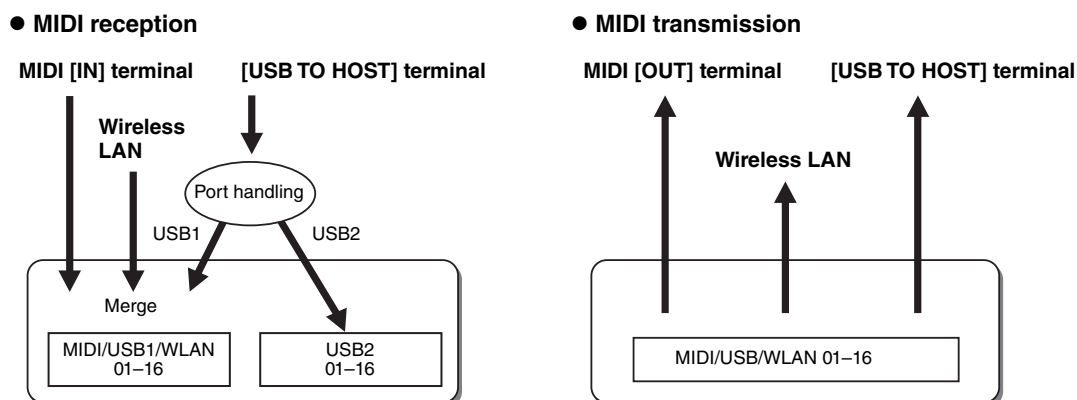 ● MIDI reception
MIDI [IN] terminal
[USB TO HOST] terminal
Wireless
LAN
Port handling
USB1
USB2
Merge
MIDI/USB1/WLAN
01–16
USB2
01–16
● MIDI transmission
MIDI [OUT] terminal
[USB TO HOST] terminal
Wireless LAN
MIDI/USB/WLAN 01–16